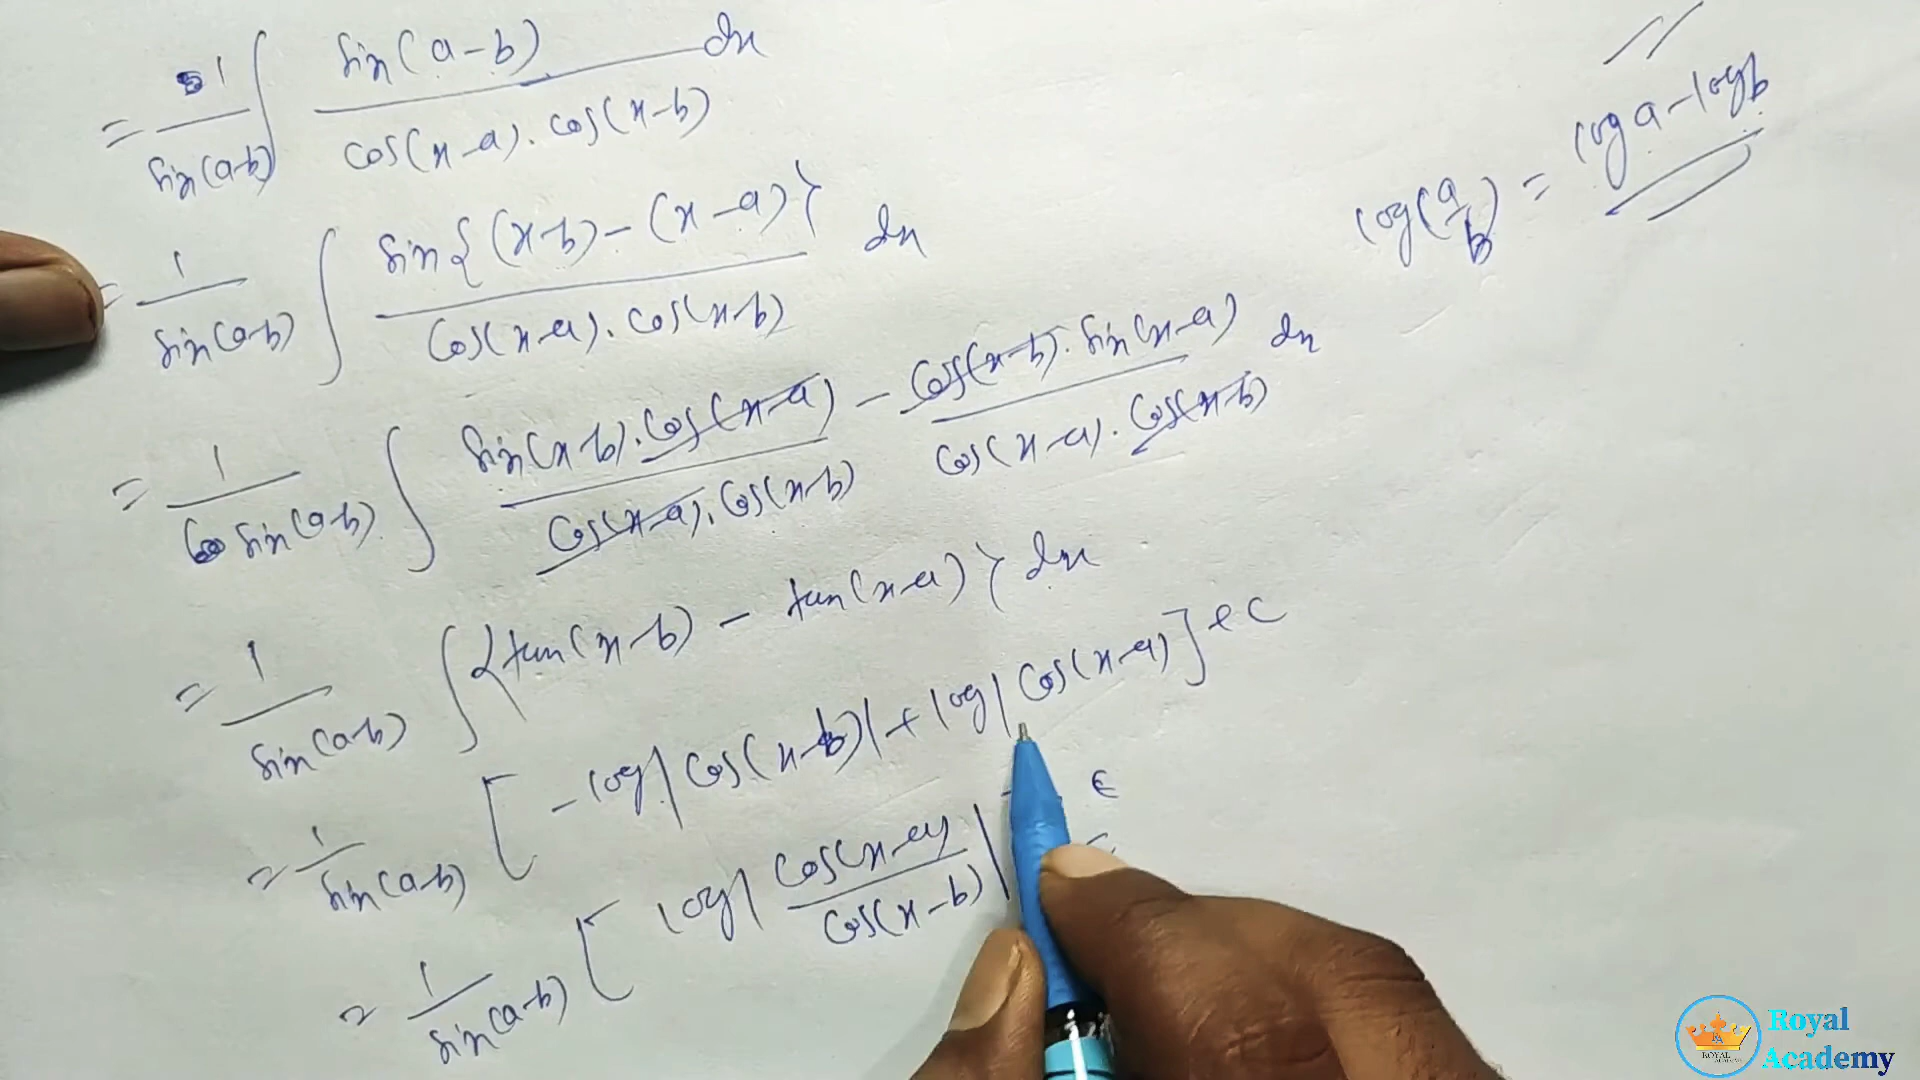 = 1/sin(a-b) ∫ sin(a-b)/cos(x-a).cos(x-b) dx
= 1/sin(a-b) ∫ sin{(x-b)-(x-a)}/cos(x-a).cos(x-b) dx
= 1/sin(a-b) ∫ sin(x-b).cos(x-a)/cos(x-a).cos(x-b) - cos(x-b).sin(x-a)/cos(x-a).cos(x-b) dx
= 1/sin(a-b) ∫{tan(x-b) - tan(x-a)} dx
= 1/sin(a-b) [-log|cos(x-b)| + log|cos(x-a)] + c
= 1/sin(a-b) [log|cos(x-a)/cos(x-b)|
log(a/b) = log a - log b
Royal
Academy
ROYAL